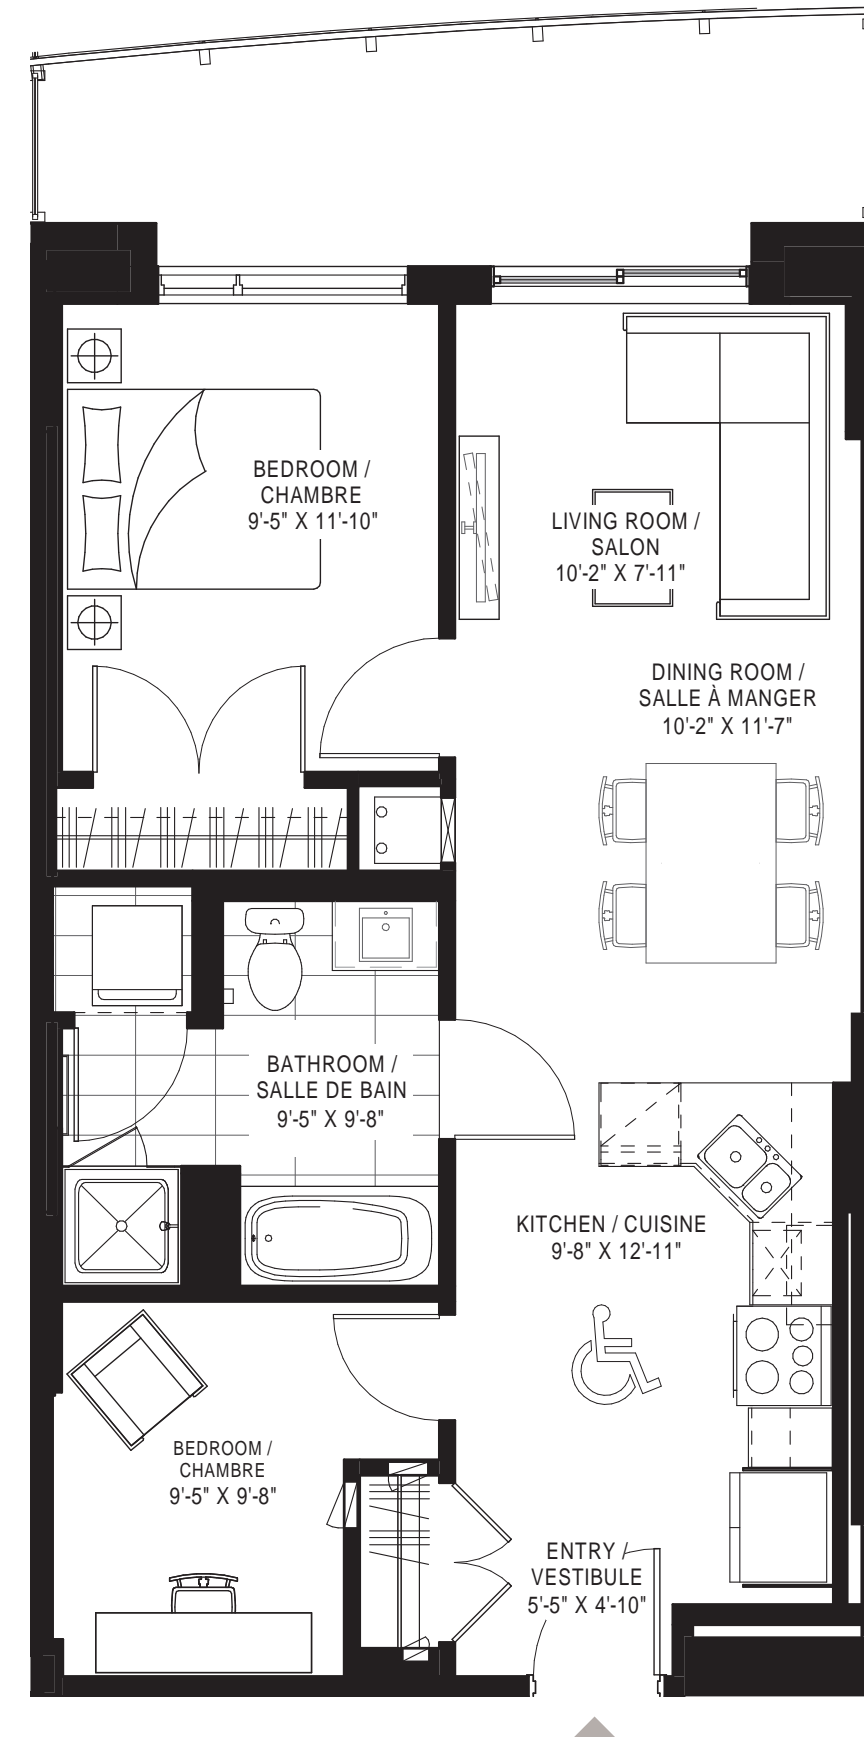 BEDROOM /
CHAMBRE
9'-5" X 11'-10"
LIVING ROOM /
SALON
10'-2" X 7'-11"
DINING ROOM /
SALLE À MANGER
10'-2" X 11'-7"
BATHROOM /
SALLE DE BAIN
9'-5" X 9'-8"
KITCHEN / CUISINE
9'-8" X 12'-11"
BEDROOM /
CHAMBRE
9'-5" X 9'-8"
ENTRY /
VESTIBULE
5'-5" X 4'-10"